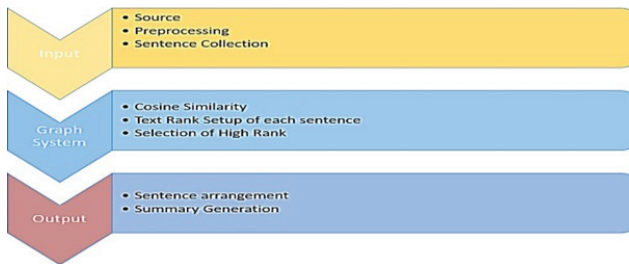 Input
• Source
• Preprocessing
• Sentence Collection
Graph
System
• Cosine Similarity
• Text Rank Setup of each sentence
• Selection of High Rank
Output
• Sentence arrangement
• Summary Generation